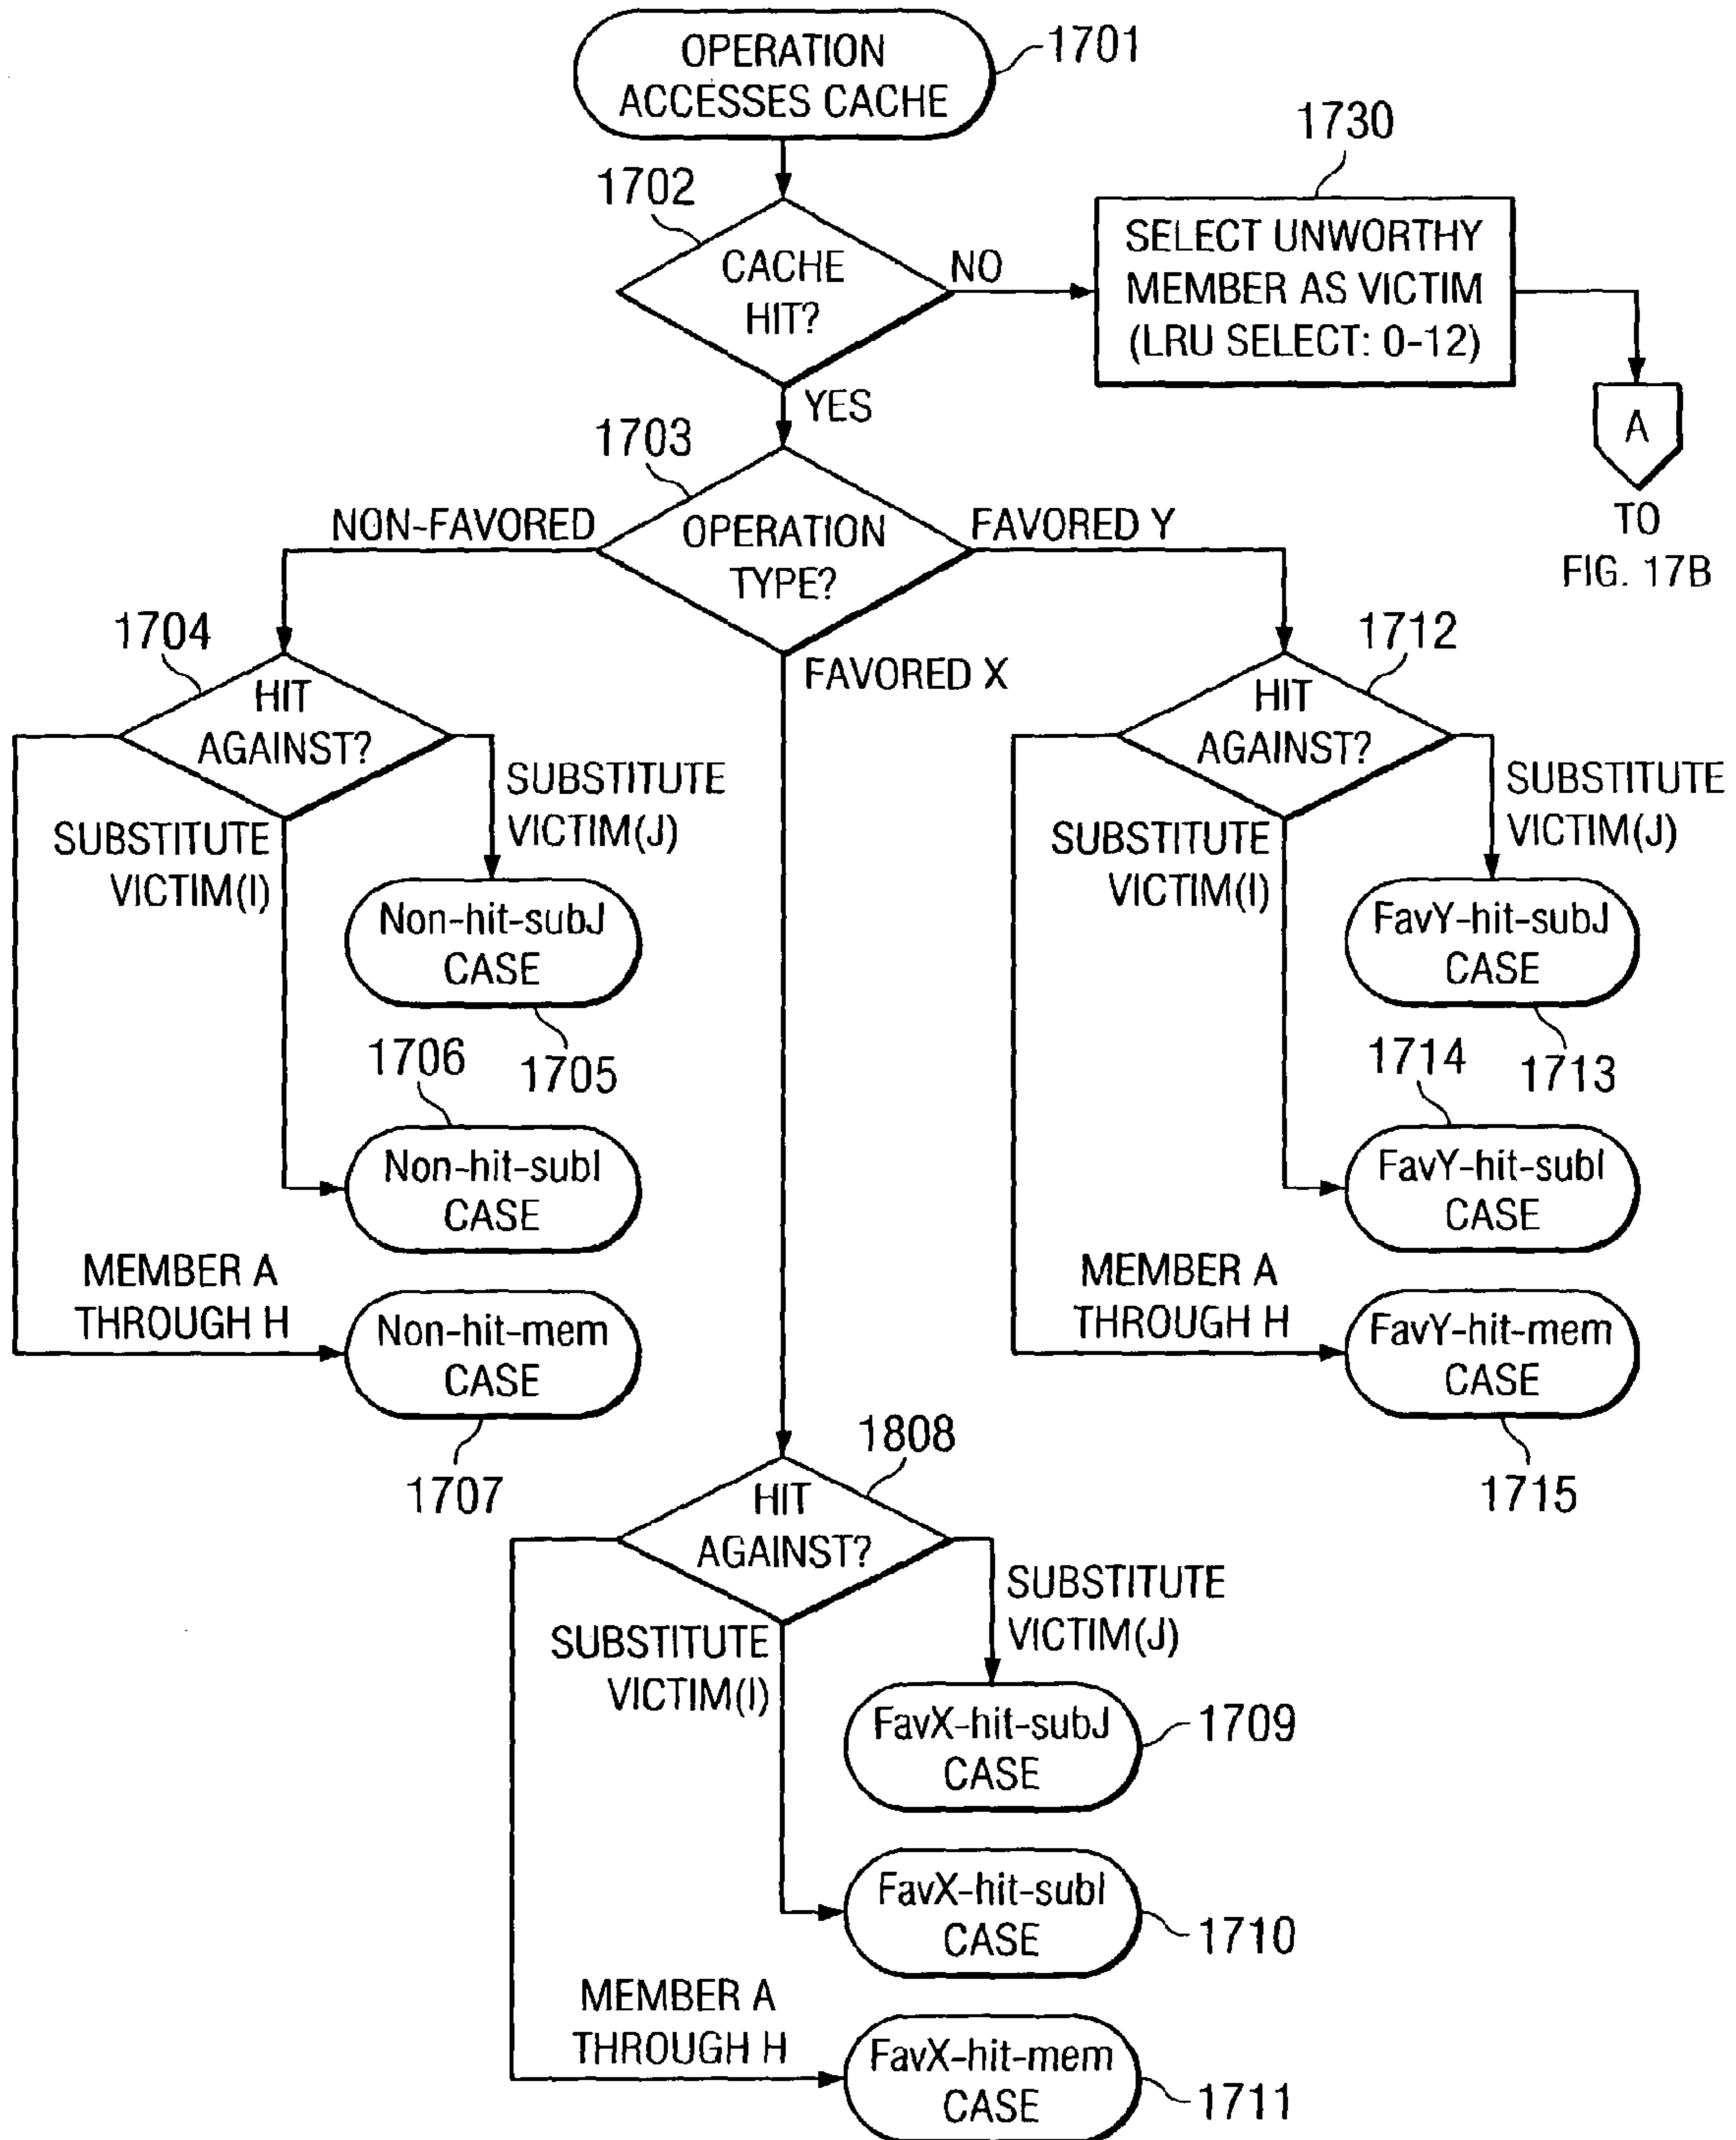 OPERATION
ACCESSES CACHE
1701
1702
CACHE
HIT?
NO
YES
1730
SELECT UNWORTHY
MEMBER AS VICTIM
(LRU SELECT: 0-12)
A
TO
FIG. 17B
1703
OPERATION
TYPE?
NON-FAVORED
FAVORED Y
FAVORED X
1704
HIT
AGAINST?
SUBSTITUTE
VICTIM(J)
SUBSTITUTE
VICTIM(I)
Non-hit-subJ
CASE
1705
1706
Non-hit-subI
CASE
MEMBER A
THROUGH H
Non-hit-mem
CASE
1707
1712
HIT
AGAINST?
SUBSTITUTE
VICTIM(J)
SUBSTITUTE
VICTIM(I)
FavY-hit-subJ
CASE
1713
1714
FavY-hit-subI
CASE
MEMBER A
THROUGH H
FavY-hit-mem
CASE
1715
1808
HIT
AGAINST?
SUBSTITUTE
VICTIM(J)
SUBSTITUTE
VICTIM(I)
FavX-hit-subJ
CASE
1709
FavX-hit-subI
CASE
1710
MEMBER A
THROUGH H
FavX-hit-mem
CASE
1711